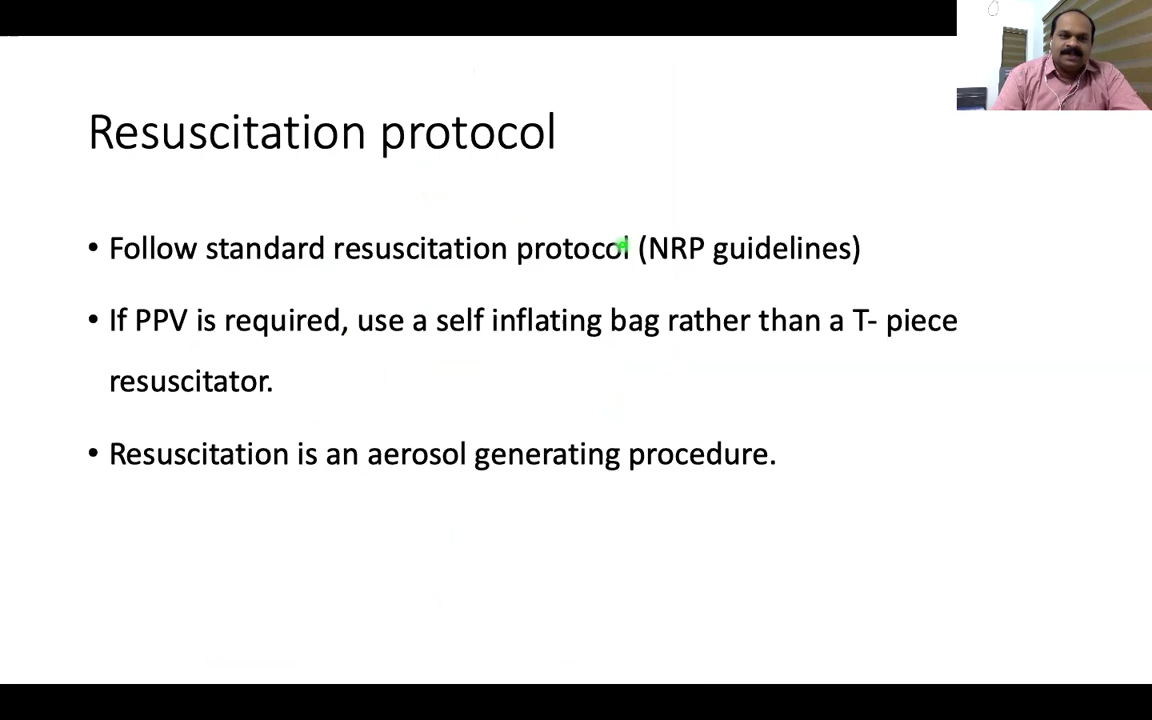 Resuscitation protocol
• Follow standard resuscitation protocol (NRP guidelines)
• If PPV is required, use a self inflating bag rather than a T- piece
resuscitator.
• Resuscitation is an aerosol generating procedure.